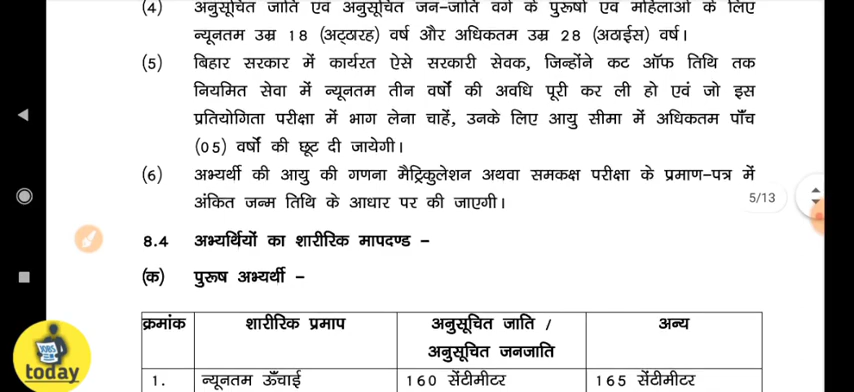 (4) अनुसूचित जाति एवं अनुसूचित जन-जाति वर्ग के पुरूषों एवं महिलाओं के लिए
न्यूनतम उम्र 18 (अट्ठारह) वर्ष और अधिकतम उम्र 28 (अठाईस) वर्ष।
(5) बिहार सरकार में कार्यरत ऐसे सरकारी सेवक, जिन्होंने कट ऑफ तिथि तक
नियमित सेवा में न्यूनतम तीन वर्षों की अवधि पूरी कर ली हो एवं जो इस
प्रतियोगिता परीक्षा में भाग लेना चाहें, उनके लिए आयु सीमा में अधिकतम पाँच
(05) वर्षों की छूट दी जायेगी।
(6) अभ्यर्थी की आयु की गणना मैट्रिकुलेशन अथवा समकक्ष परीक्षा के प्रमाण-पत्र में
अंकित जन्म तिथि के आधार पर की जाएगी।
5/13
8.4 अभ्यर्थियों का शारीरिक मापदण्ड -
(क) पुरूष अभ्यर्थी -
क्रमांक शारीरिक प्रमाप अनुसूचित जाति / अन्य
अनुसूचित जनजाति
1. न्यूनतम ऊँचाई 160 सेंटीमीटर 165 सेंटीमीटर
JOBS
today